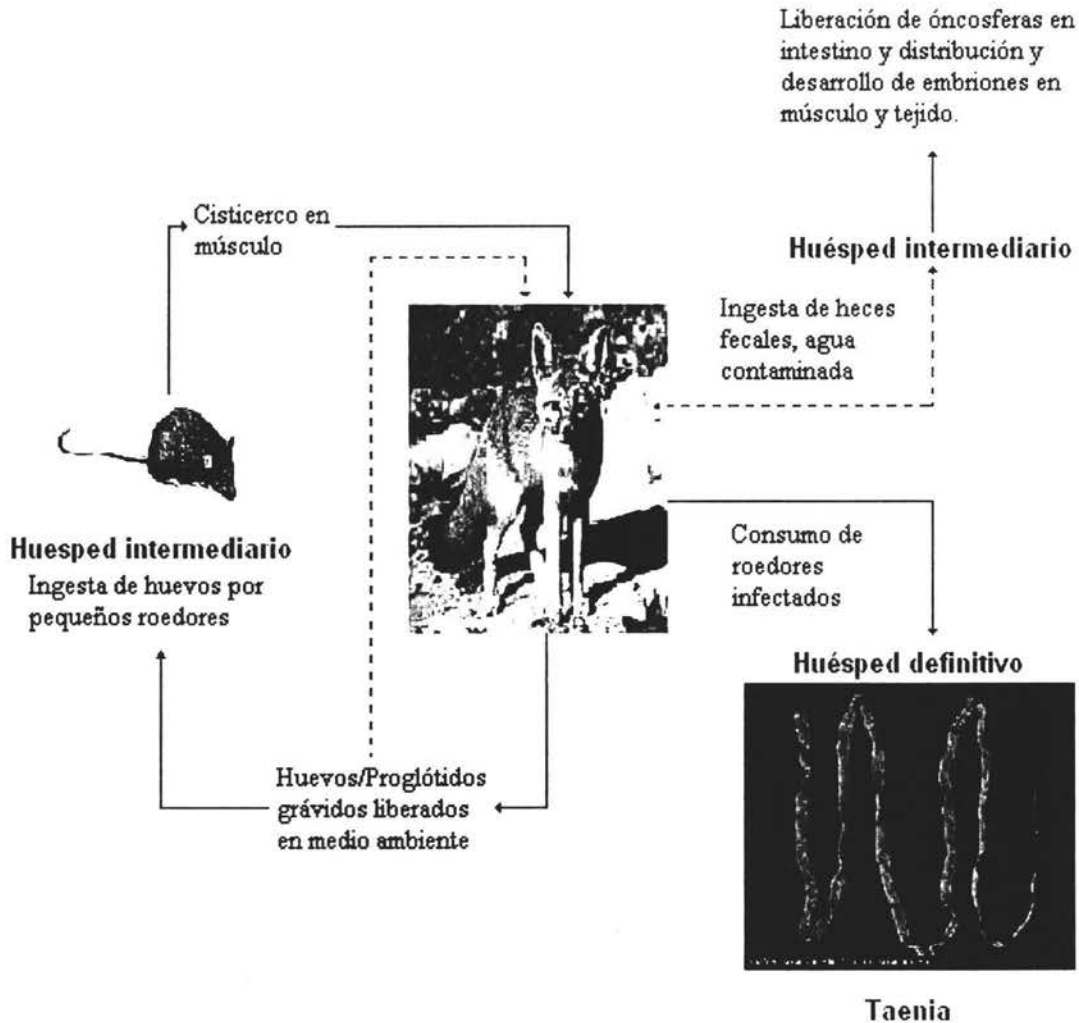 Liberación de óncosferas en
intestino y distribución y
desarrollo de embriones en
músculo y tejido.
Cisticerco en
músculo
Huésped intermediario
Ingesta de heces
fecales, agua
contaminada
Huesped intermediario
Ingesta de huevos por
pequeños roedores
Consumo de
roedores
infectados
Huésped definitivo
Huevos/Proglótidos
grávidos liberados
en medio ambiente
Taenia